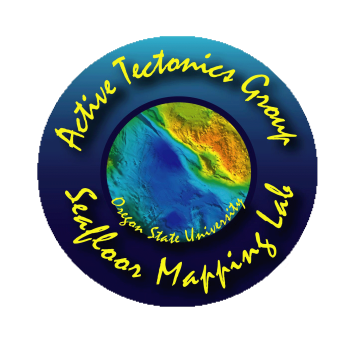 Active Tectonics Group
Oregon State University
Seafloor Mapping Lab